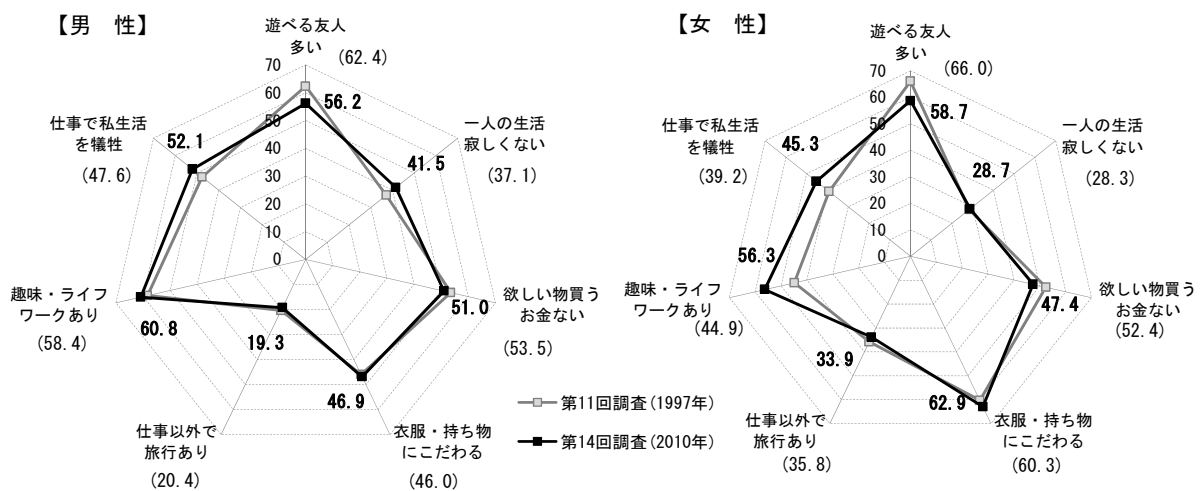 【男　性】
遊べる友人
多い
(62.4)
70
60
50
40
30
20
10
0
56.2
一人の生活
寂しくない
(37.1)
41.5
欲しい物買う
お金ない
(53.5)
51.0
衣服・持ち物
にこだわる
(46.0)
46.9
仕事以外で
旅行あり
(20.4)
19.3
趣味・ライフ
ワークあり
(58.4)
60.8
仕事で私生活
を犠牲
(47.6)
52.1
第11回調査(1997年)
第14回調査(2010年)
【女　性】
遊べる友人
多い
(66.0)
70
60
50
40
30
20
10
0
58.7
一人の生活
寂しくない
(28.3)
28.7
欲しい物買う
お金ない
(52.4)
47.4
衣服・持ち物
にこだわる
(60.3)
62.9
仕事以外で
旅行あり
(35.8)
33.9
趣味・ライフ
ワークあり
(44.9)
56.3
仕事で私生活
を犠牲
(39.2)
45.3